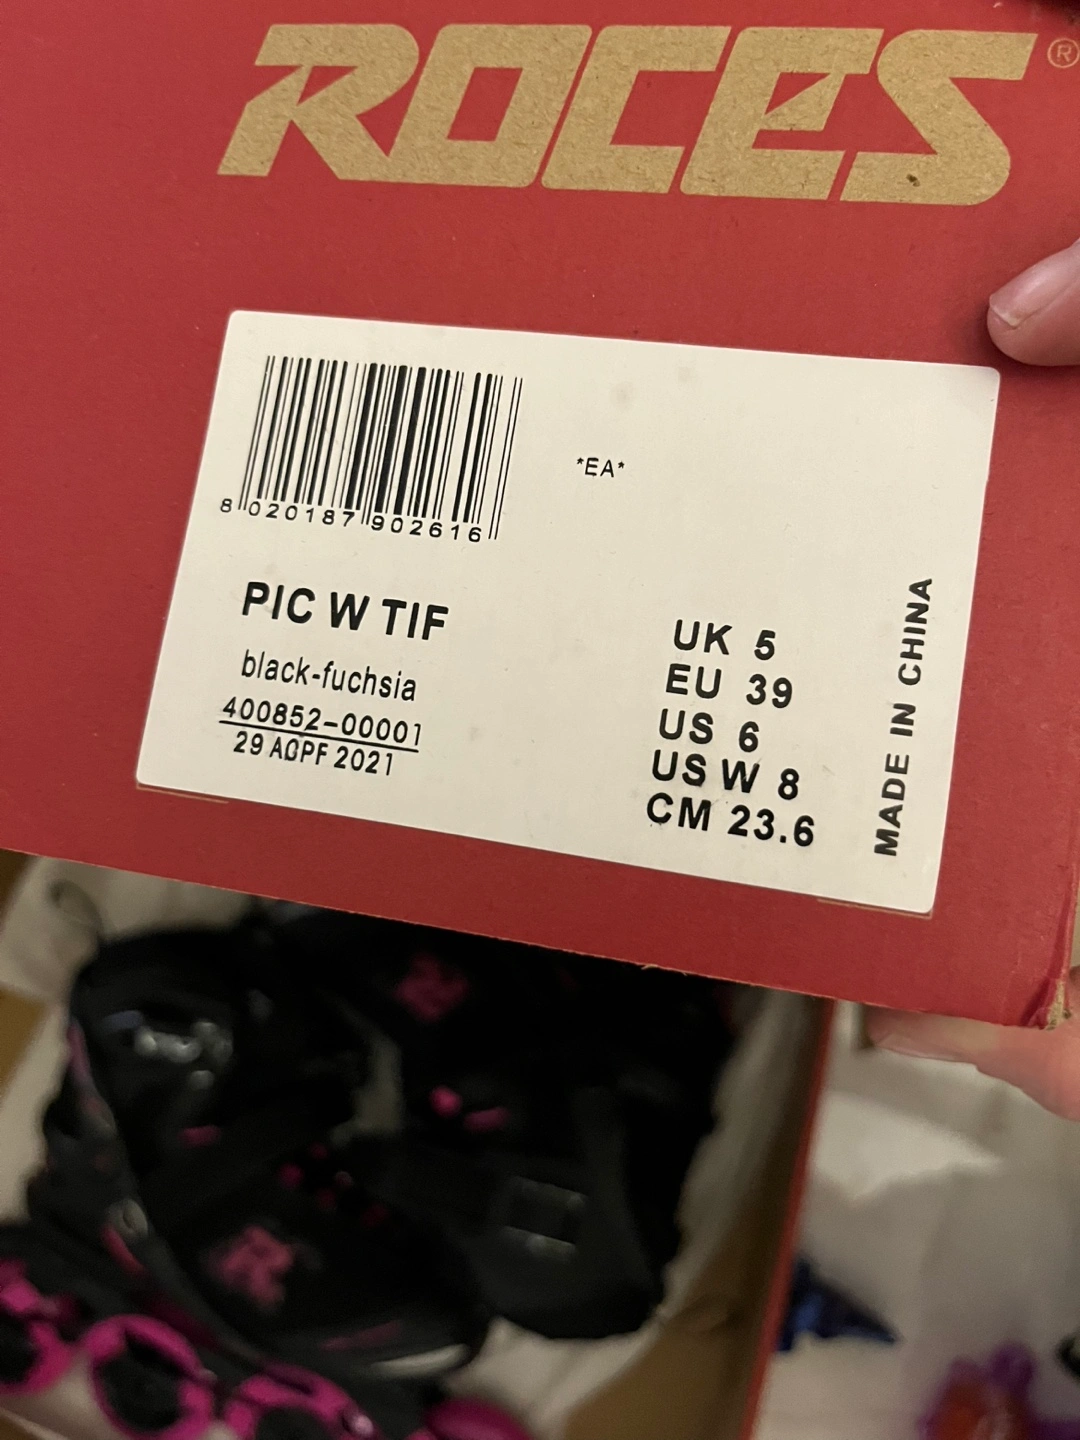 ROCES®
*EA*
8 020187 902616
PIC W TIF
black-fuchsia
400852-00001
29 AGPF 2021
UK 5
EU 39
US 6
US W 8
CM 23.6
MADE IN CHINA